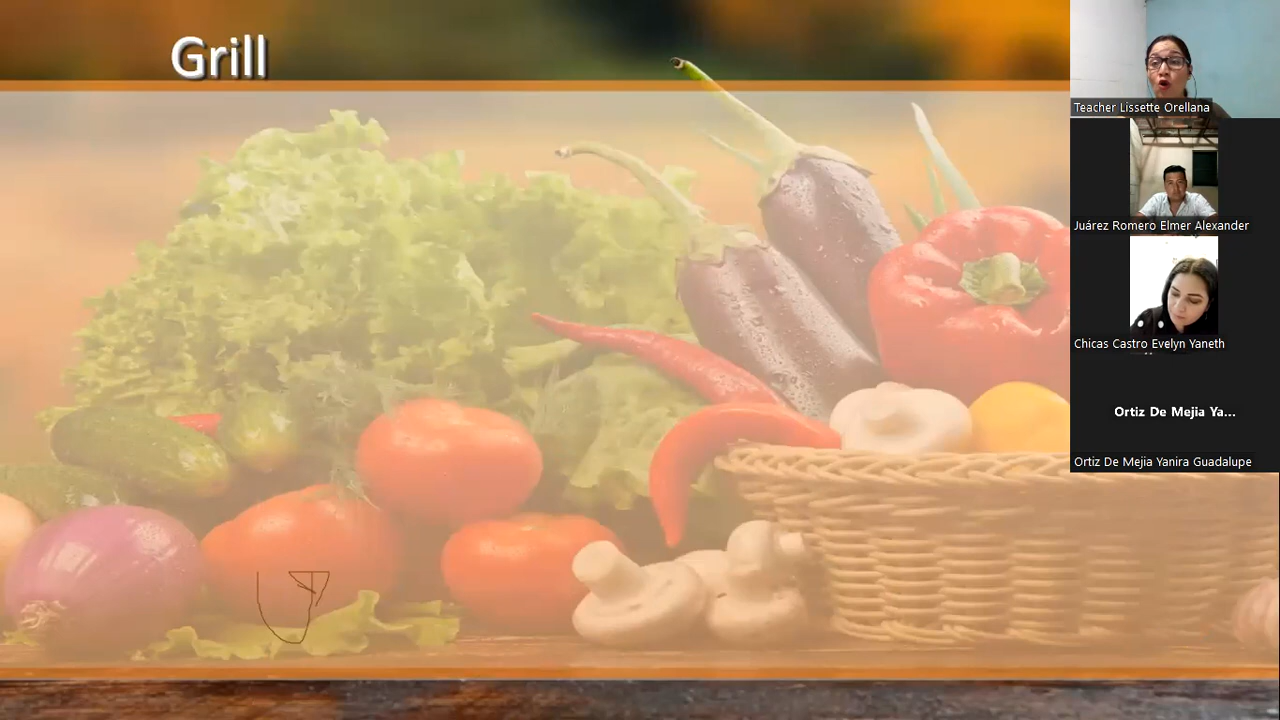 Grill
Teacher Lissette Orellana
Juárez Romero Elmer Alexander
Chicas Castro Evelyn Yaneth
Ortiz De Mejia Ya...
Ortiz De Mejia Yanira Guadalupe